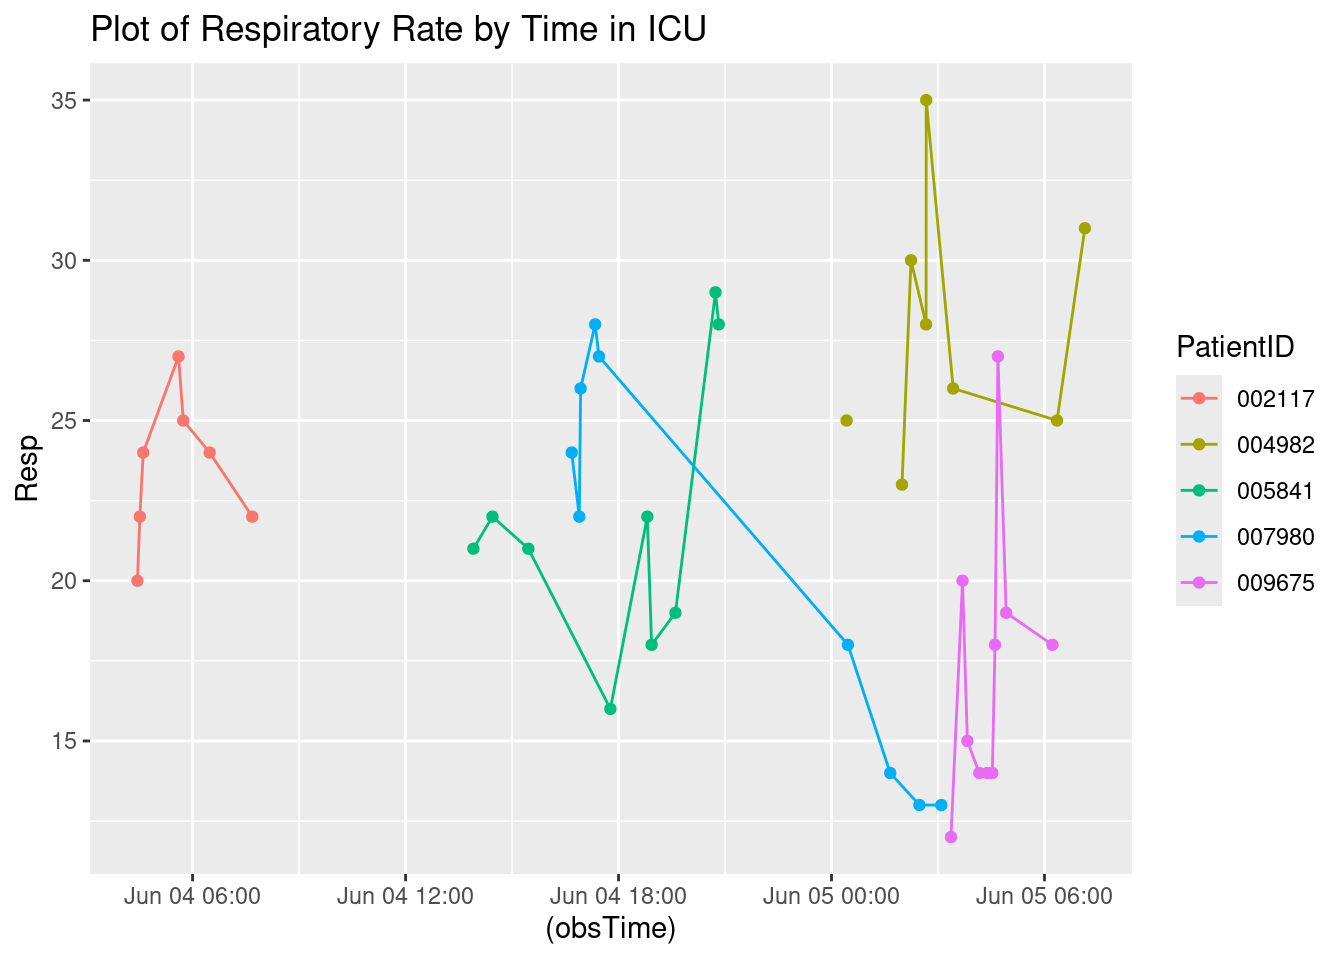 Plot of Respiratory Rate by Time in ICU
Resp
35
30
25
20
15
Jun 04 06:00
Jun 04 12:00
Jun 04 18:00
Jun 05 00:00
Jun 05 06:00
(obsTime)
PatientID
002117
004982
005841
007980
009675